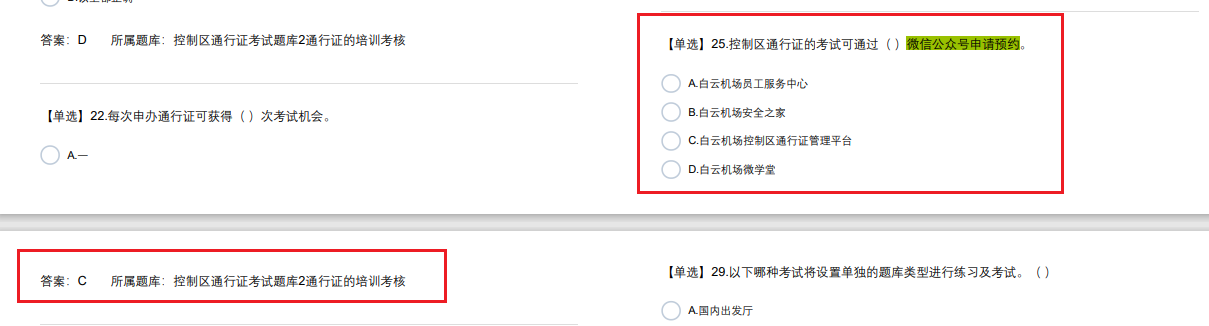 答案：D 所属题库：控制区通行证考试题库2通行证的培训考核
【单选】22.每次申办通行证可获得（ ）次考试机会。
A.一
【单选】25.控制区通行证的考试可通过（ ）微信公众号申请预约。
A.白云机场员工服务中心
B.白云机场安全之家
C.白云机场控制区通行证管理平台
D.白云机场微学堂
答案：C 所属题库：控制区通行证考试题库2通行证的培训考核
【单选】29.以下哪种考试将设置单独的题库类型进行练习及考试。（ ）
A.国内出发厅